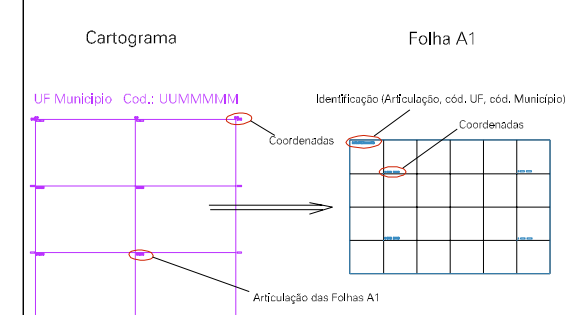 Cartograma
Folha A1
UF Municipio Cod.: UUMMMMM
Identificação (Articulação, cód. UF, cód. Município)
Coordenadas
Coordenadas
Articulação das Folhas A1